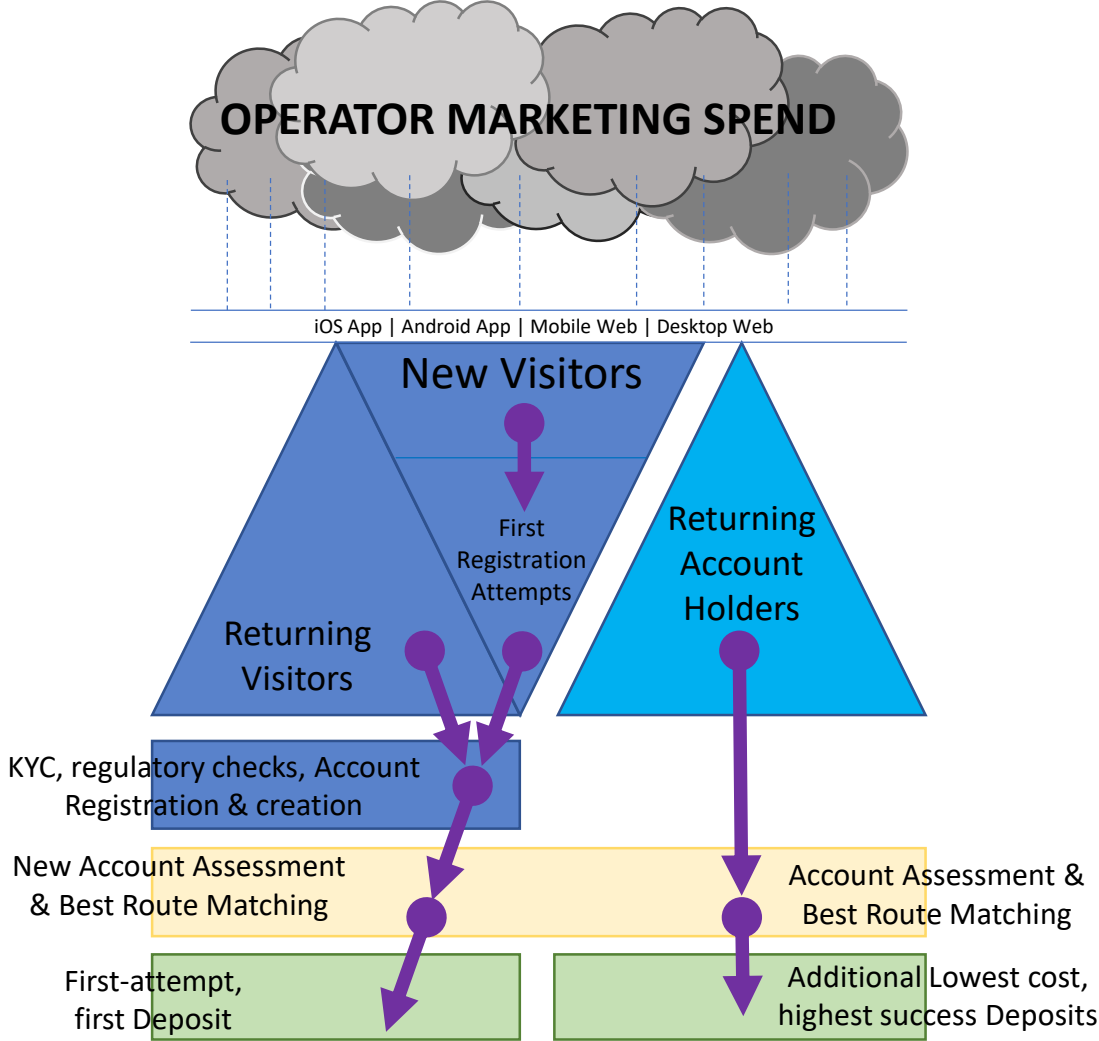 OPERATOR MARKETING SPEND
iOS App | Android App | Mobile Web | Desktop Web
New Visitors
First
Registration
Attempts
Returning
Account
Holders
Returning
Visitors
KYC, regulatory checks, Account
Registration & creation
New Account Assessment
& Best Route Matching
Account Assessment &
Best Route Matching
First-attempt,
first Deposit
Additional Lowest cost,
highest success Deposits